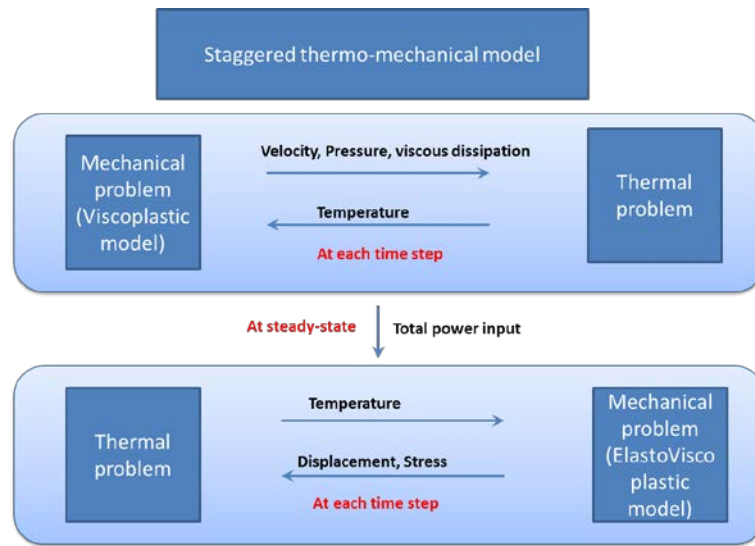 Staggered thermo-mechanical model
Mechanical
problem
(Viscoplastic
model)
Velocity, Pressure, viscous dissipation
Temperature
At each time step
Thermal
problem
At steady-state
Total power input
Thermal
problem
Temperature
Displacement, Stress
At each time step
Mechanical
problem
(ElastoVisco
plastic
model)